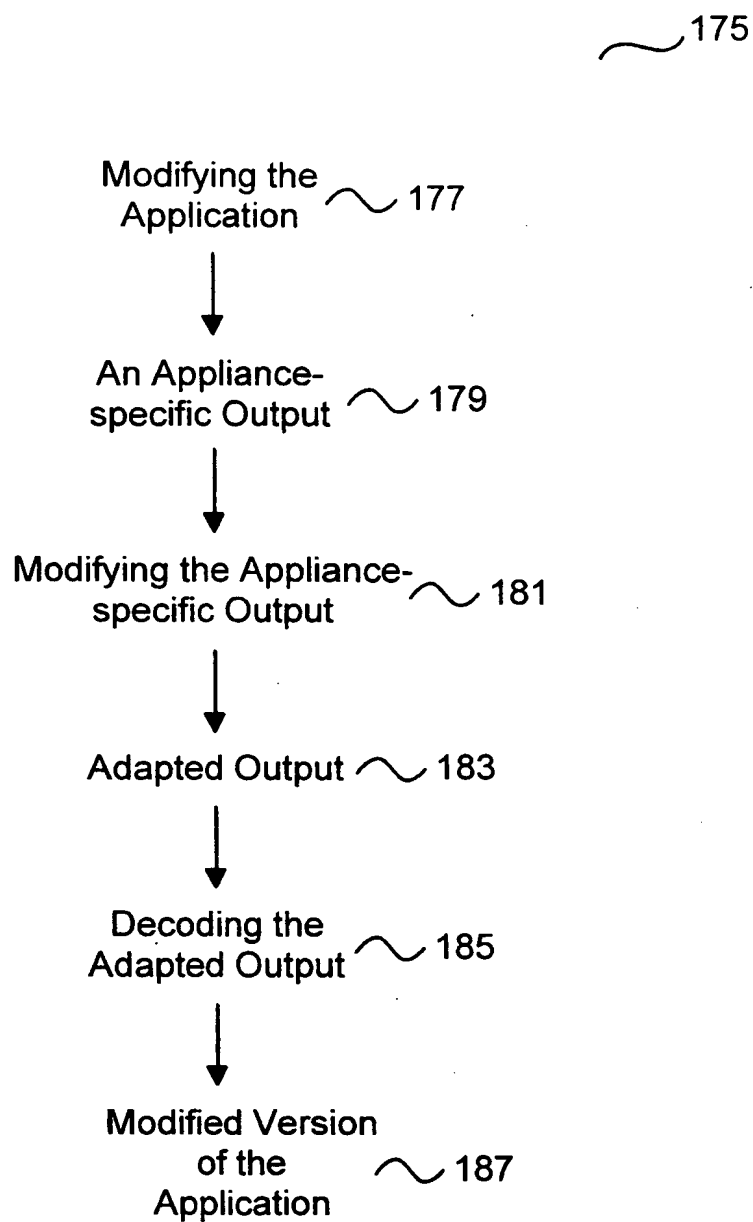 175
Modifying the
Application
177
An Appliance-
specific Output
179
Modifying the Appliance-
specific Output
181
Adapted Output 183
Decoding the
Adapted Output
185
Modified Version
of the
Application
187